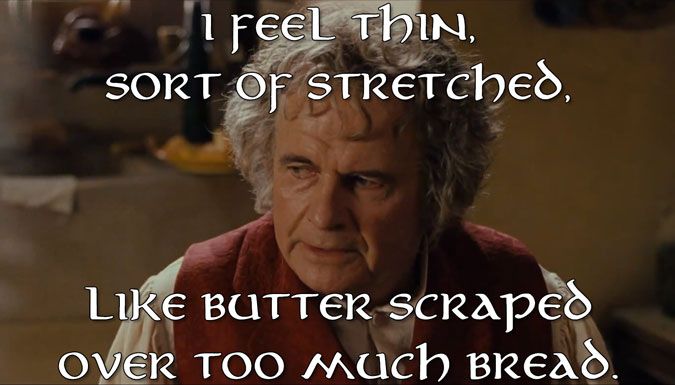 I feel thin,
sort of stretched,
like butter scraped
over too much bread.